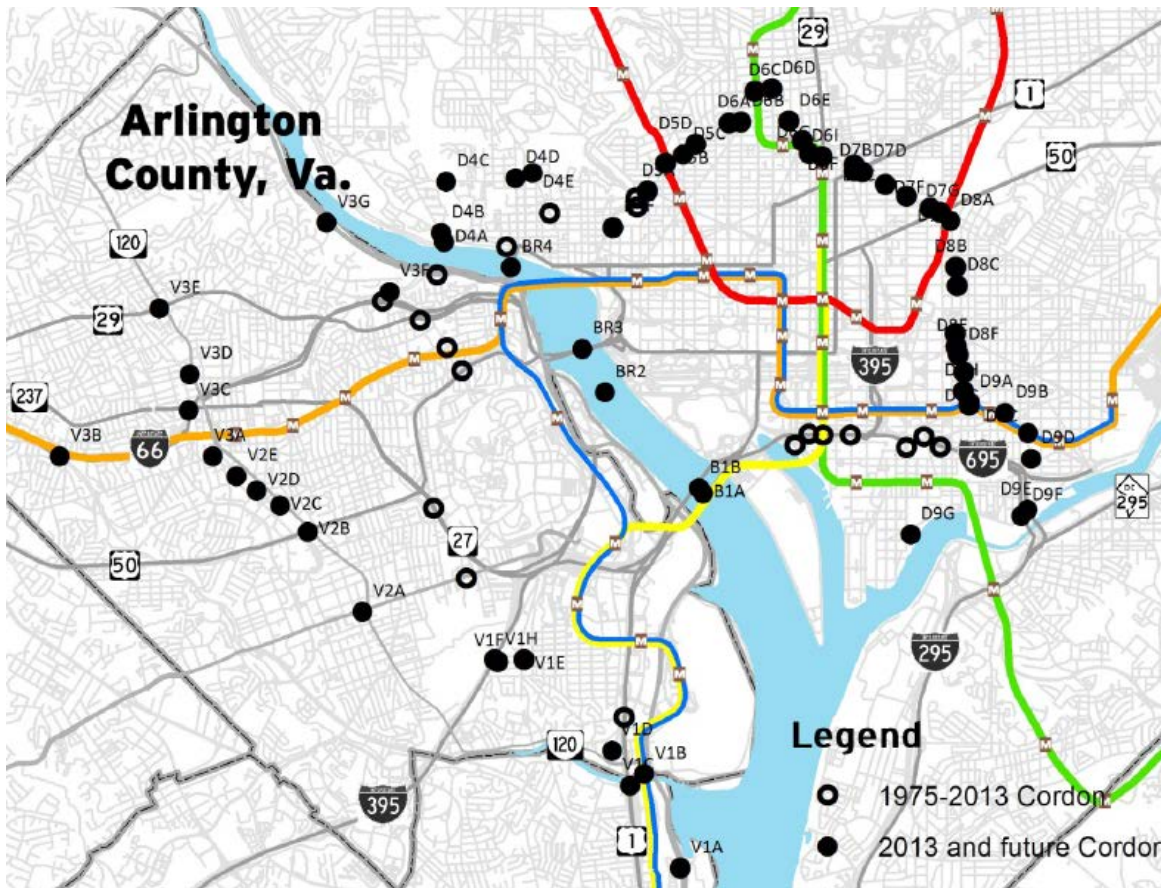 29
D6C D6D
1
Arlington
County, Va.
D6A
D6E
D5D
D5C
D6I
50
D7B
D7D
D4C
D4D
D4E
D7F
D7G
D8A
V3G
D4B
D4A
120
BR4
D8B
D8C
V3F
V3E
29
BR3
D8F
395
V3D
BR2
D9A
D9B
237
V3C
66
V3B
V3A
V2E
D9D
695
B1B
B1A
V2D
V2C
D9E
D9F
DC
295
D9G
V2B
27
50
V2A
V1F
V1H
V1E
295
V1D
120
V1B
V1C
Legend
1975-2013 Cordon
395
2013 and future Cordon
1
V1A